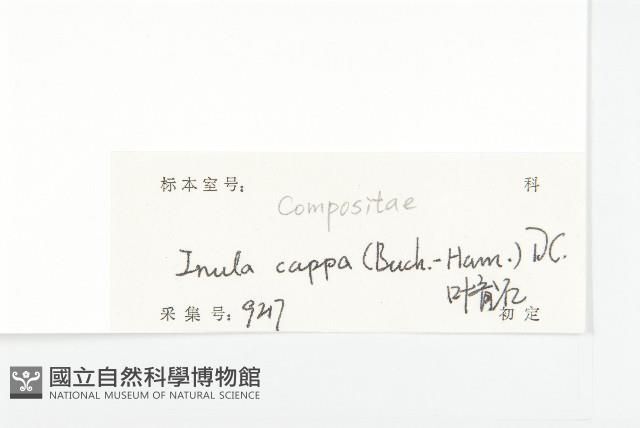 标本室号: 科
Compositae
Inula cappa (Buch.-Ham.) DC.
采集号: 初定
國立自然科學博物館
NATIONAL MUSEUM OF NATURAL SCIENCE